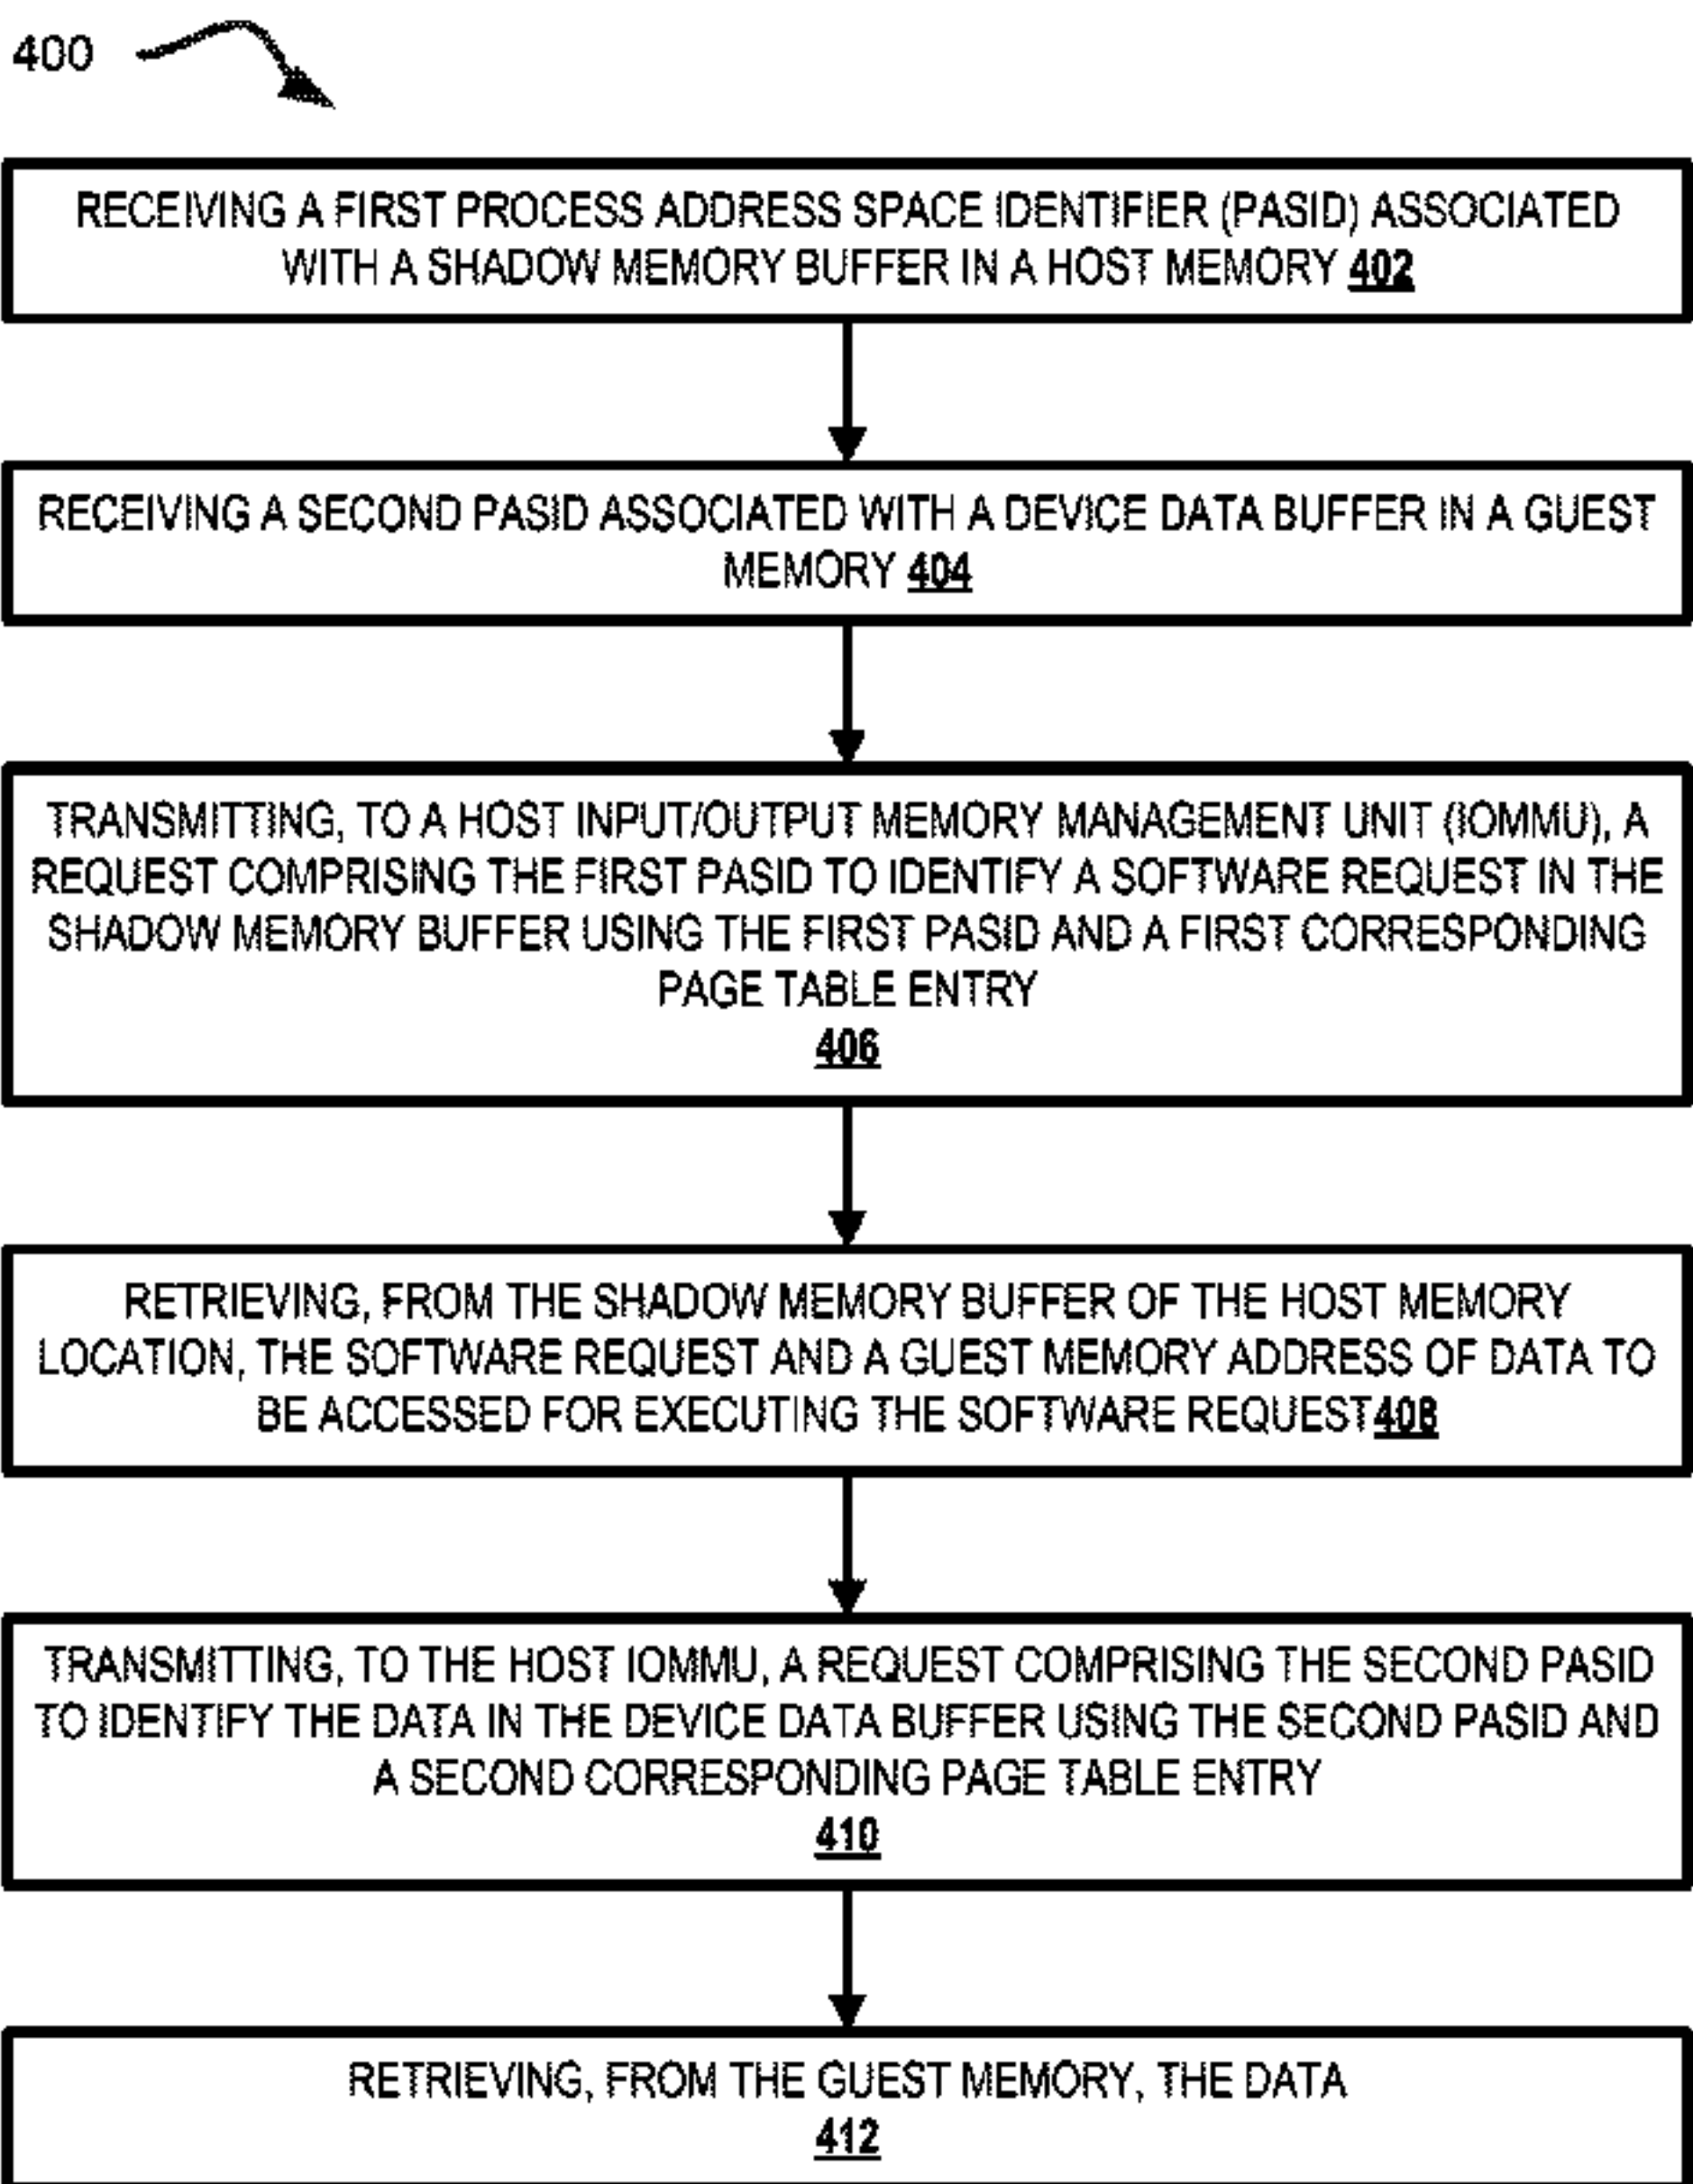 400
RECEIVING A FIRST PROCESS ADDRESS SPACE IDENTIFIER (PASID) ASSOCIATED
WITH A SHADOW MEMORY BUFFER IN A HOST MEMORY 402
RECEIVING A SECOND PASID ASSOCIATED WITH A DEVICE DATA BUFFER IN A GUEST
MEMORY 404
TRANSMITTING, TO A HOST INPUT/OUTPUT MEMORY MANAGEMENT UNIT (IOMMU), A
REQUEST COMPRISING THE FIRST PASID TO IDENTIFY A SOFTWARE REQUEST IN THE
SHADOW MEMORY BUFFER USING THE FIRST PASID AND A FIRST CORRESPONDING
PAGE TABLE ENTRY
406
RETRIEVING, FROM THE SHADOW MEMORY BUFFER OF THE HOST MEMORY
LOCATION, THE SOFTWARE REQUEST AND A GUEST MEMORY ADDRESS OF DATA TO
BE ACCESSED FOR EXECUTING THE SOFTWARE REQUEST408
TRANSMITTING, TO THE HOST IOMMU, A REQUEST COMPRISING THE SECOND PASID
TO IDENTIFY THE DATA IN THE DEVICE DATA BUFFER USING THE SECOND PASID AND
A SECOND CORRESPONDING PAGE TABLE ENTRY
410
RETRIEVING, FROM THE GUEST MEMORY, THE DATA
412